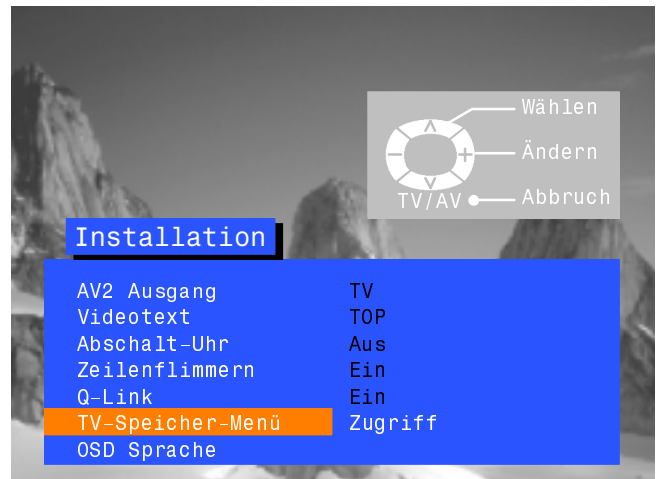 Wählen
Ändern
TV/AV Abbruch
Installation
AV2 Ausgang TV
Videotext TOP
Abschalt-Uhr Aus
Zeilenflimmern Ein
Q-Link Ein
TV-Speicher-Menü Zugriff
OSD Sprache